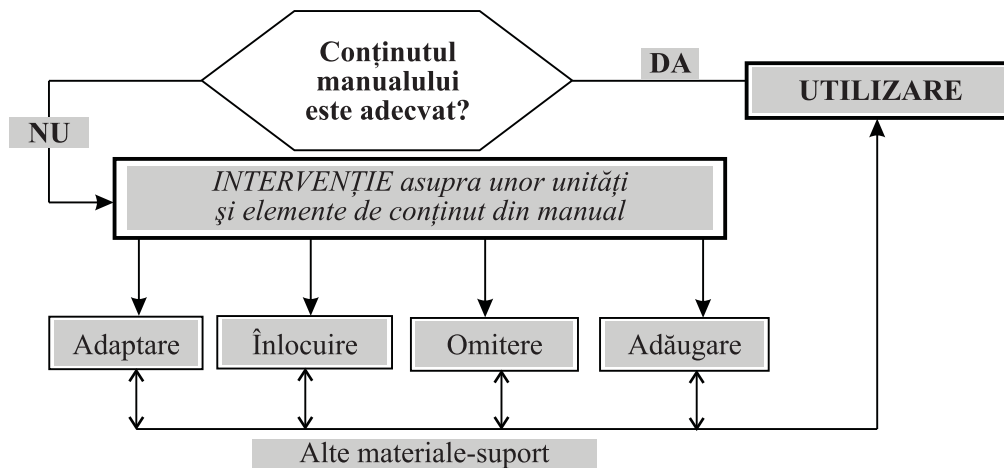 Conținutul
manualului
este adecvat?
DA
UTILIZARE
NU
INTERVENȚIE asupra unor unități
și elemente de conținut din manual
Adaptare
Înlocuire
Omitere
Adăugare
Alte materiale-suport